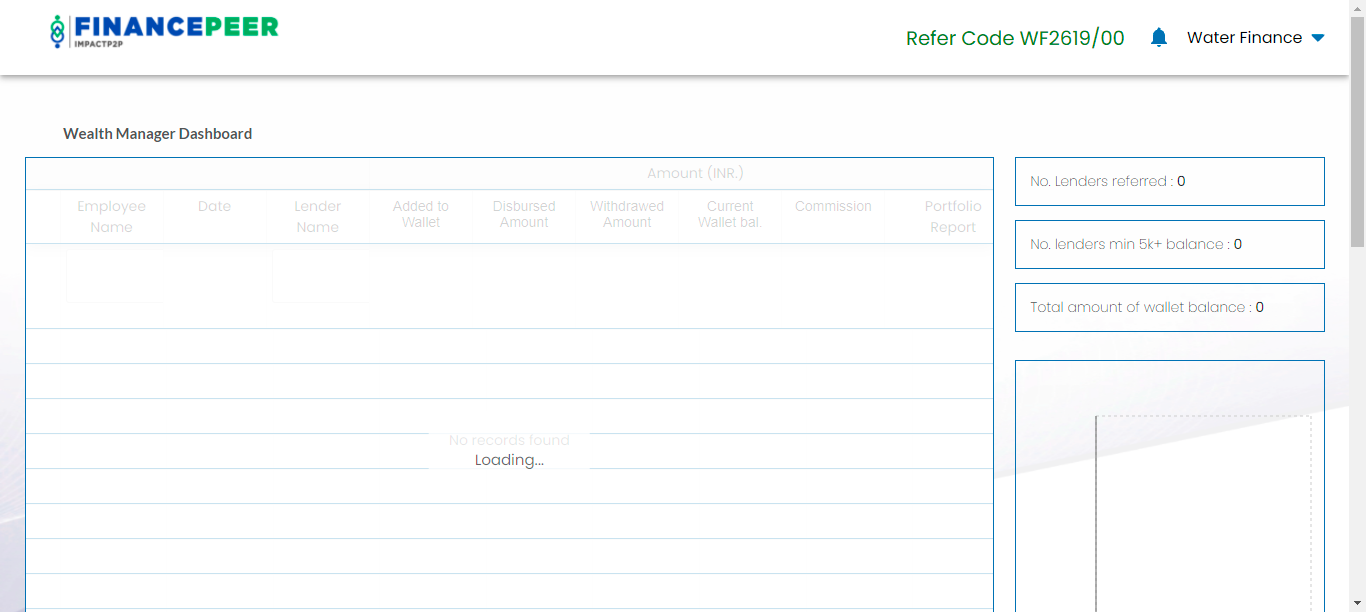 FINANCEPEER
IMPACTP2P
Refer Code WF2619/00
Water Finance
Wealth Manager Dashboard
Amount (INR.)
Employee Name
Date
Lender Name
Added to Wallet
Disbursed Amount
Withdrawed Amount
Current Wallet bal.
Commission
Portfolio Report
No records found
Loading...
No. Lenders referred : 0
No. lenders min 5k+ balance : 0
Total amount of wallet balance : 0